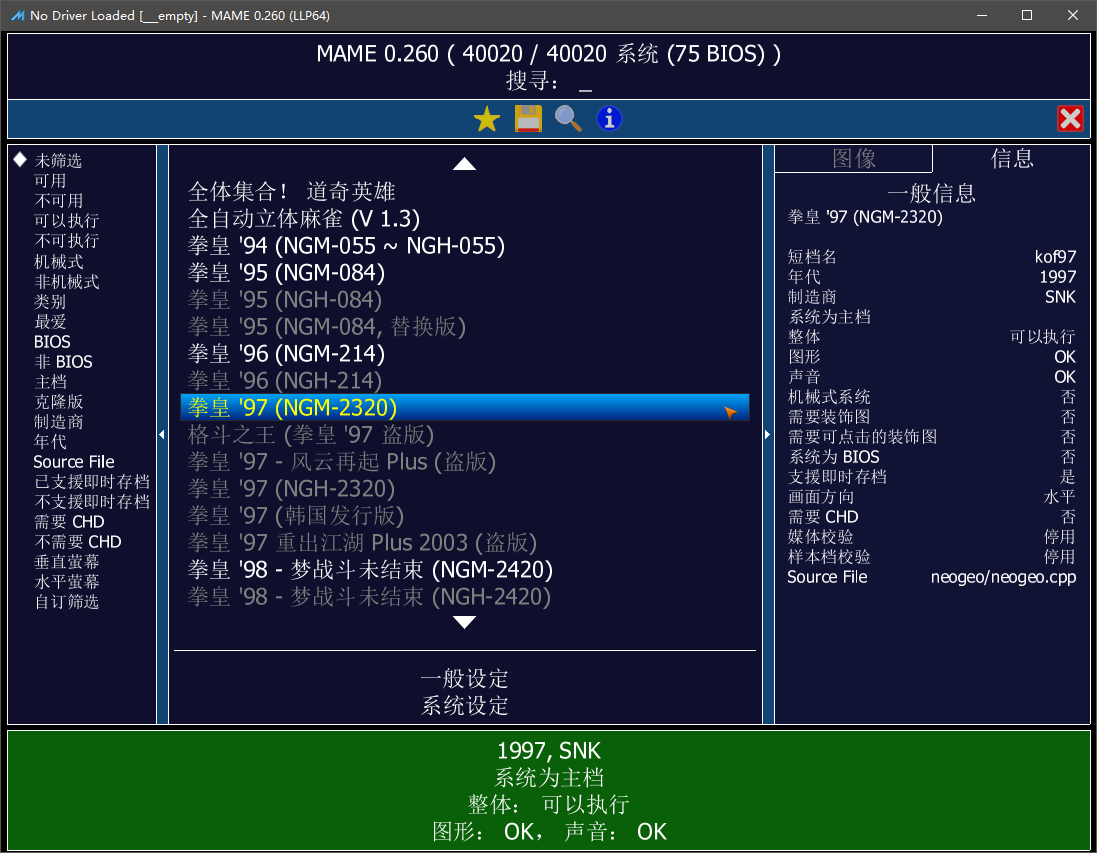 No Driver Loaded [__empty] - MAME 0.260 (LLP64)
MAME 0.260 ( 40020 / 40020 系统 (75 BIOS) )
搜寻： _
未筛选
可用
不可用
可以执行
不可执行
机械式
非机械式
类别
最爱
BIOS
非 BIOS
主档
克隆版
制造商
年代
Source File
已支援即时存档
不支援即时存档
需要 CHD
不需要 CHD
垂直萤幕
水平萤幕
自订筛选
全体集合！ 道奇英雄
全自动立体麻雀 (V 1.3)
拳皇 '94 (NGM-055 ~ NGH-055)
拳皇 '95 (NGM-084)
拳皇 '95 (NGH-084)
拳皇 '95 (NGM-084, 替换版)
拳皇 '96 (NGM-214)
拳皇 '96 (NGH-214)
拳皇 '97 (NGM-2320)
格斗之王 (拳皇 '97 盗版)
拳皇 '97 - 风云再起 Plus (盗版)
拳皇 '97 (NGH-2320)
拳皇 '97 (韩国发行版)
拳皇 '97 重出江湖 Plus 2003 (盗版)
拳皇 '98 - 梦战斗未结束 (NGM-2420)
拳皇 '98 - 梦战斗未结束 (NGH-2420)
一般设定
系统设定
图像 信息
一般信息
拳皇 '97 (NGM-2320)
短档名 kof97
年代 1997
制造商 SNK
系统为主档
整体 可以执行
图形 OK
声音 OK
机械式系统 否
需要装饰图 否
需要可点击的装饰图 否
系统为 BIOS 否
支援即时存档 是
画面方向 水平
需要 CHD 否
媒体校验 停用
样本档校验 停用
Source File neogeo/neogeo.cpp
1997, SNK
系统为主档
整体： 可以执行
图形： OK， 声音： OK